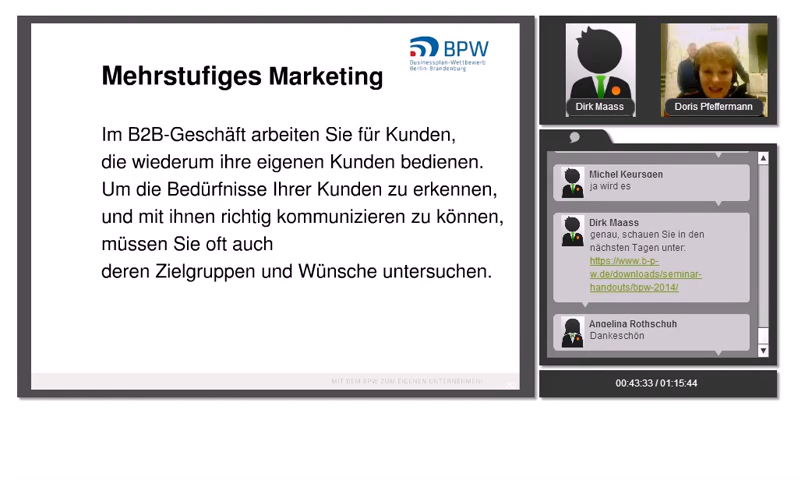 BPW
Businessplan-Wettbewerb
Berlin-Brandenburg
Mehrstufiges Marketing
Im B2B-Geschäft arbeiten Sie für Kunden,
die wiederum ihre eigenen Kunden bedienen.
Um die Bedürfnisse Ihrer Kunden zu erkennen,
und mit ihnen richtig kommunizieren zu können,
müssen Sie oft auch
deren Zielgruppen und Wünsche untersuchen.
MIT DEM BPW ZUM EIGENEN UNTERNEHMEN!
Dirk Maass
Doris Pfeffermann
Michel Keursgen
ja wird es
Dirk Maass
genau, schauen Sie in den
nächsten Tagen unter:
https://www.b-p-
w.de/downloads/seminar-
handouts/bpw-2014/
Angelina Rothschuh
Dankeschön
00:43:33 / 01:15:44